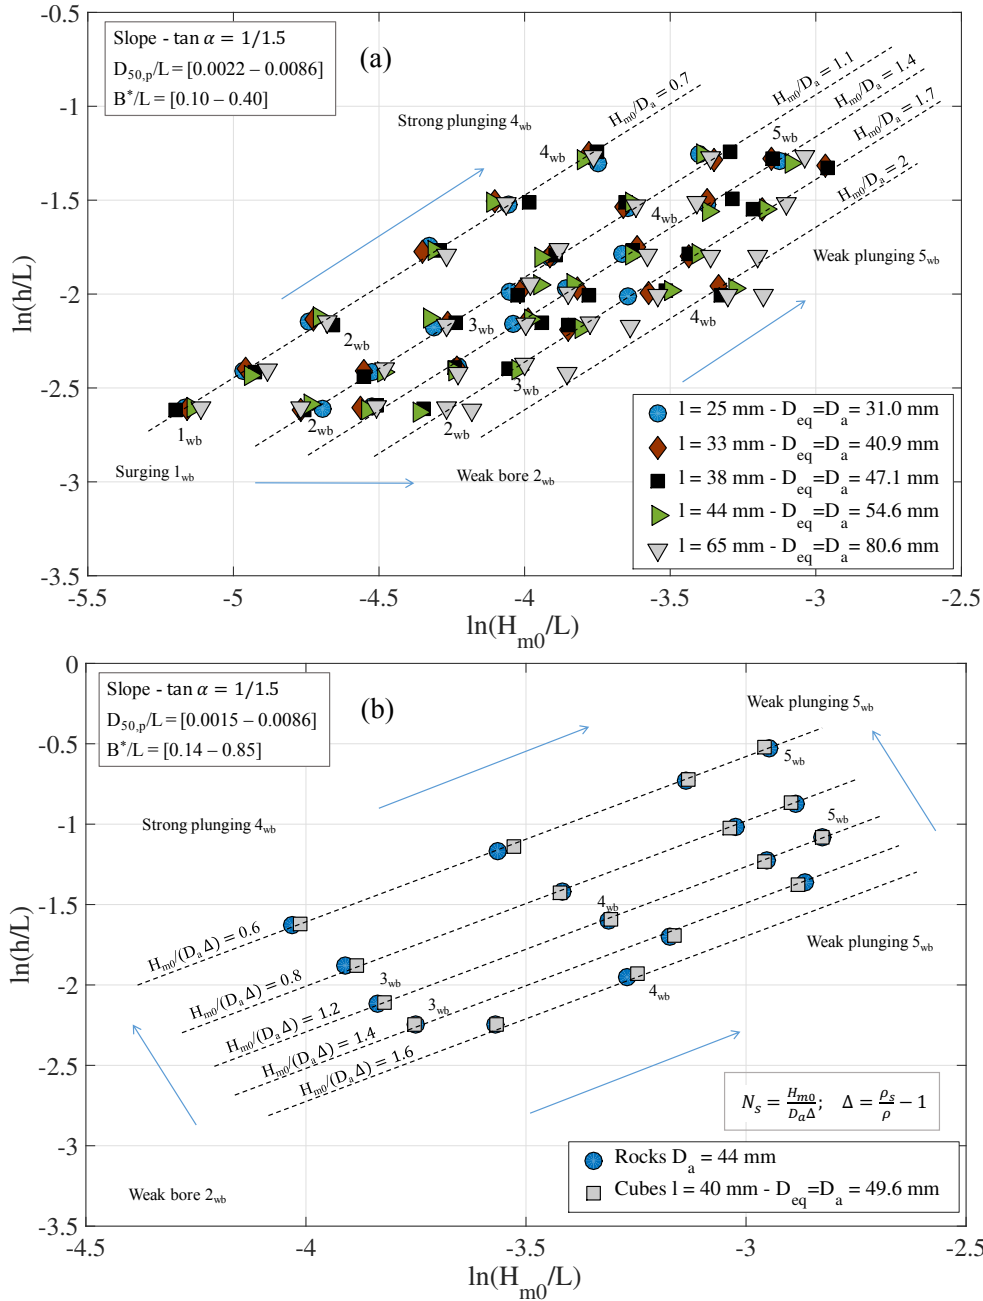 Slope - tan α = 1/1.5
D50,p/L = [0.0022 – 0.0086]
B*/L = [0.10 – 0.40]
(a)
Strong plunging 4wb
Hm0/Da = 0.7
Hm0/Da = 1.1
Hm0/Da = 1.4
Hm0/Da = 1.7
Hm0/Da = 2
4wb
5wb
4wb
Weak plunging 5wb
2wb
3wb
4wb
3wb
1wb
2wb
2wb
Surging 1wb
Weak bore 2wb
l = 25 mm - Deq=Da= 31.0 mm
l = 33 mm - Deq=Da= 40.9 mm
l = 38 mm - Deq=Da= 47.1 mm
l = 44 mm - Deq=Da= 54.6 mm
l = 65 mm - Deq=Da= 80.6 mm
-0.5
-1
-1.5
-2
-2.5
-3
-3.5
ln(h/L)
-5.5 -5 -4.5 -4 -3.5 -3 -2.5
ln(Hm0/L)
Slope - tan α = 1/1.5
D50,p/L = [0.0015 – 0.0086]
B*/L = [0.14 – 0.85]
(b)
Weak plunging 5wb
5wb
Strong plunging 4wb
5wb
4wb
Weak plunging 5wb
Hm0/(Da Δ) = 0.6
Hm0/(Da Δ) = 0.8
Hm0/(Da Δ) = 1.2
Hm0/(Da Δ) = 1.4
Hm0/(Da Δ) = 1.6
3wb
3wb
4wb
Ns = Hm0/DaΔ; Δ = ρs/ρ − 1
Weak bore 2wb
Rocks Da = 44 mm
Cubes l = 40 mm - Deq=Da = 49.6 mm
0
-0.5
-1
-1.5
-2
-2.5
-3
-3.5
ln(h/L)
-4.5 -4 -3.5 -3 -2.5
ln(Hm0/L)